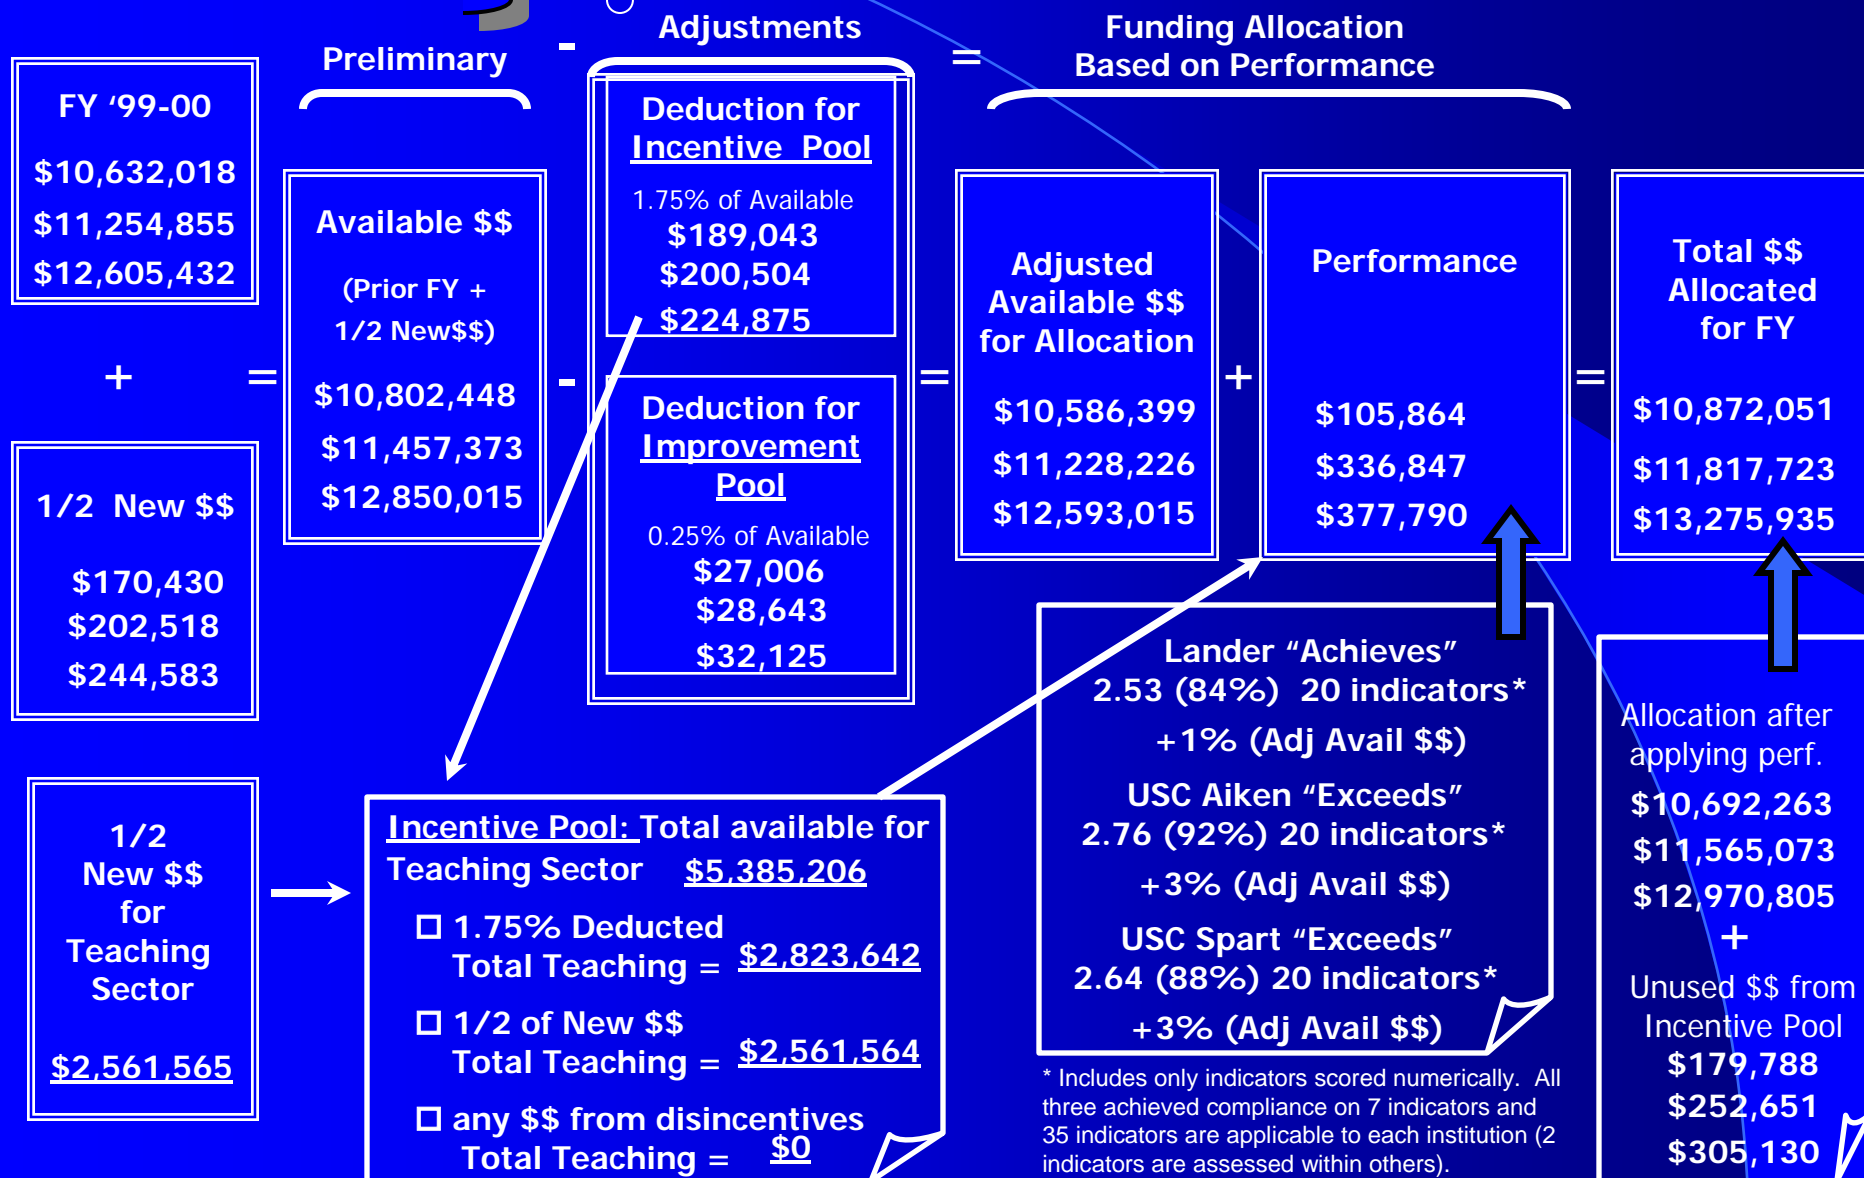 Preliminary
-
Adjustments
=
Funding Allocation
Based on Performance
FY ‘99-00
$10,632,018
$11,254,855
$12,605,432
+
1/2  New $$
$170,430
$202,518
$244,583
=
Available $$
(Prior FY +
1/2 New$$)
$10,802,448
$11,457,373
$12,850,015
-
Deduction for
Incentive  Pool
1.75% of Available
$189,043
$200,504
$224,875
Deduction for
Improvement
Pool
0.25% of Available
$27,006
$28,643
$32,125
=
Adjusted
Available $$
for Allocation
$10,586,399
$11,228,226
$12,593,015
+
Performance
$105,864
$336,847
$377,790
=
Total $$
Allocated
for FY
$10,872,051
$11,817,723
$13,275,935
1/2
New $$
for
Teaching
Sector
$2,561,565
Incentive Pool: Total available for
Teaching Sector $5,385,206
1.75% Deducted
Total Teaching = $2,823,642
1/2 of New $$
Total Teaching = $2,561,564
any $$ from disincentives
Total Teaching = $0
Lander “Achieves”
2.53 (84%)  20 indicators*
+1% (Adj Avail $$)
USC Aiken “Exceeds”
2.76 (92%) 20 indicators*
+3% (Adj Avail $$)
USC Spart “Exceeds”
2.64 (88%) 20 indicators*
+3% (Adj Avail $$)
* Includes only indicators scored numerically.  All
three achieved compliance on 7 indicators and
35 indicators are applicable to each institution (2
indicators are assessed within others).
Allocation after
applying perf.
$10,692,263
$11,565,073
$12,970,805
+
Unused $$ from
Incentive Pool
$179,788
$252,651
$305,130